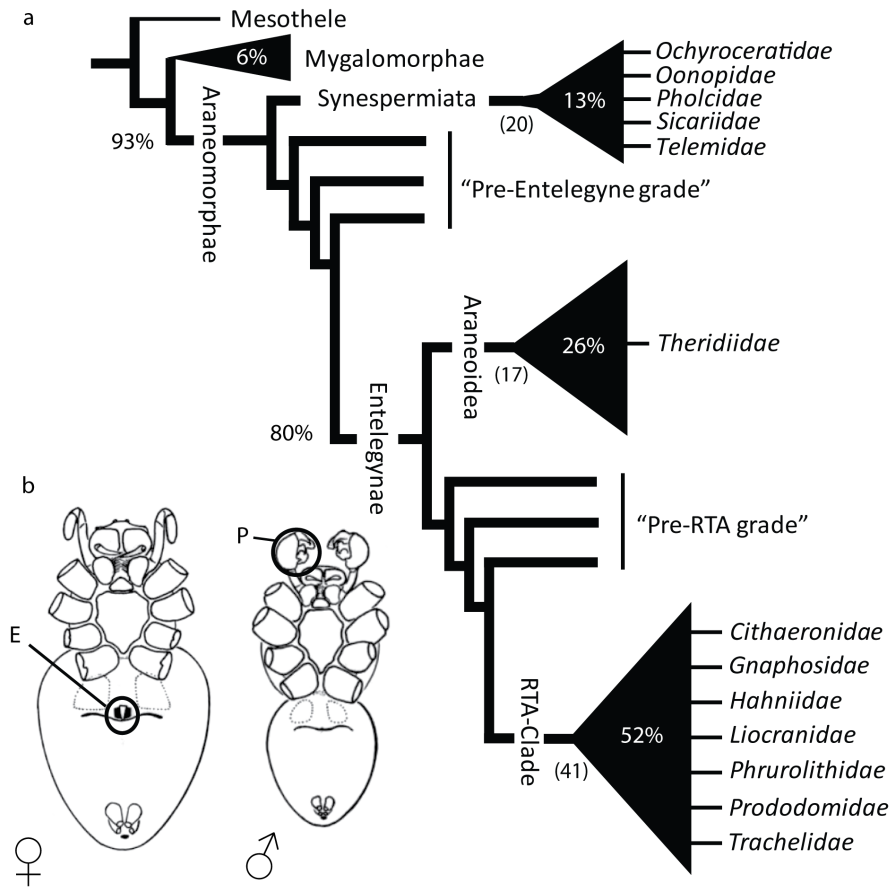 a
Mesothele
6%
Mygalomorphae
Araneomorphae
93%
Synespermiata
(20)
13%
Ochyroceratidae
Oonopidae
Pholcidae
Sicariidae
Telemidae
“Pre-Entelegyne grade”
Araneoidea
(17)
26%
Theridiidae
80%
Entelegynae
“Pre-RTA grade”
RTA-Clade
(41)
52%
Cithaeronidae
Gnaphosidae
Hahniidae
Liocranidae
Phrurolithidae
Prododomidae
Trachelidae
b
P
E
♀
♂